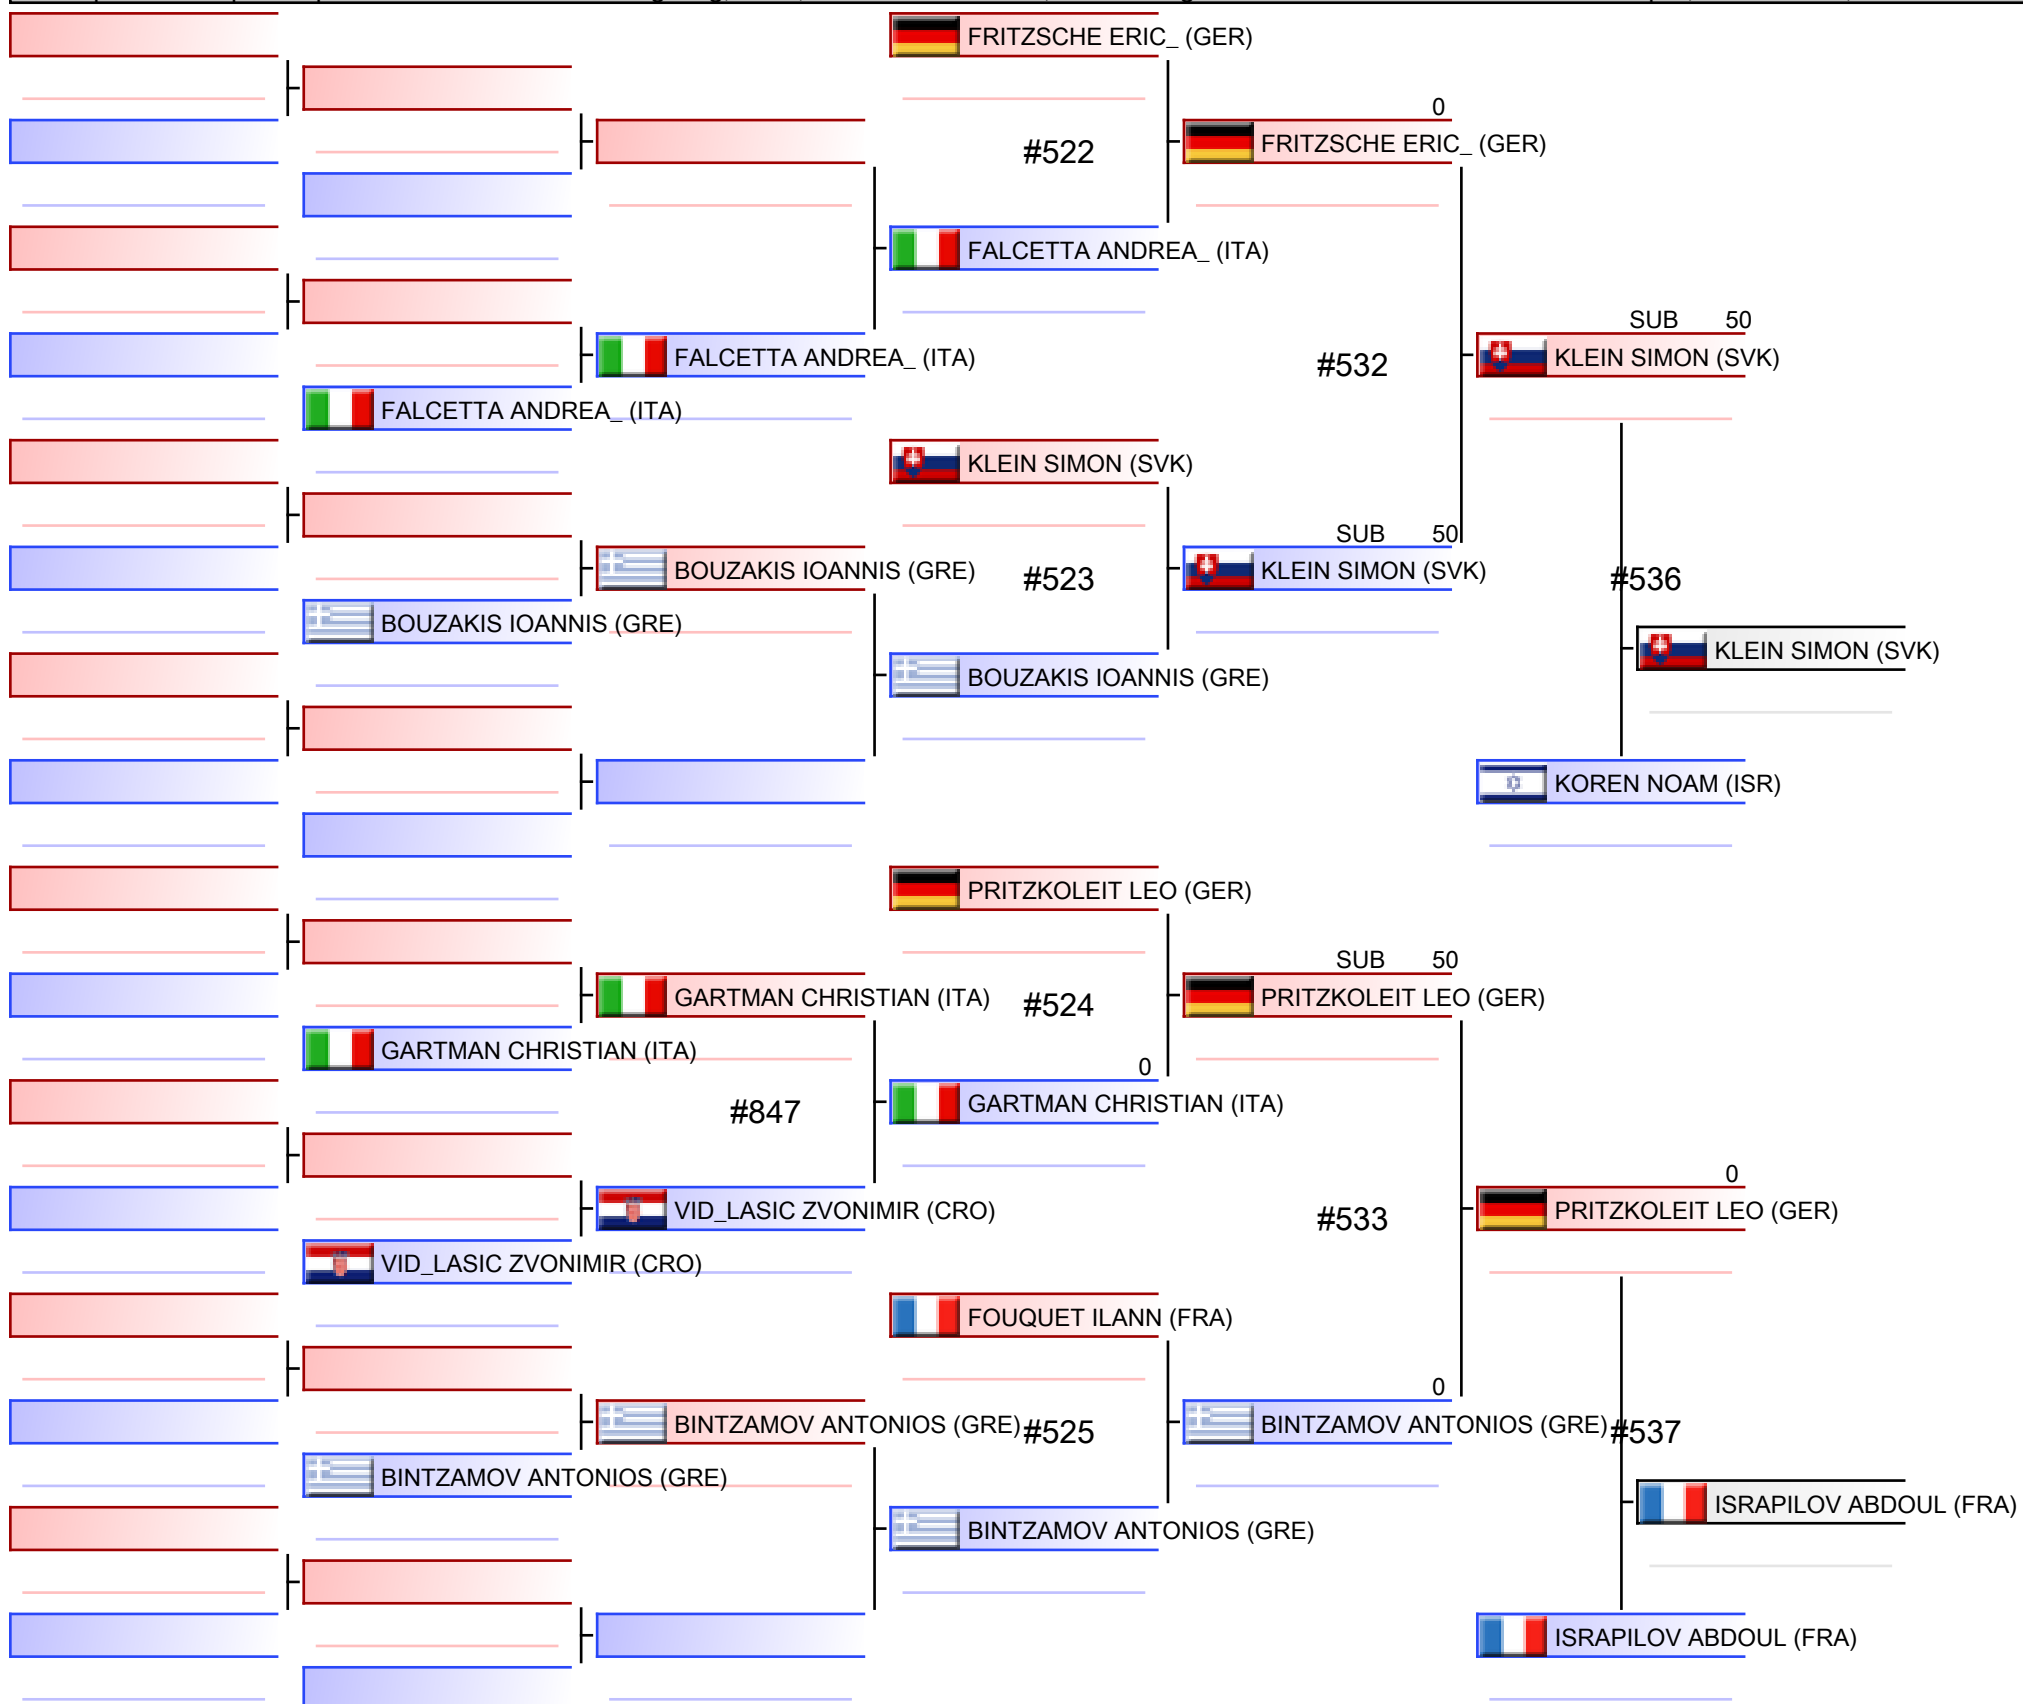 FRITZSCHE ERIC_ (GER)
0
FRITZSCHE ERIC_ (GER)
#522
FALCETTA ANDREA_ (ITA)
SUB 50
FALCETTA ANDREA_ (ITA)
#532
KLEIN SIMON (SVK)
FALCETTA ANDREA_ (ITA)
KLEIN SIMON (SVK)
SUB 50
BOUZAKIS IOANNIS (GRE)
#523
KLEIN SIMON (SVK)
#536
BOUZAKIS IOANNIS (GRE)
KLEIN SIMON (SVK)
BOUZAKIS IOANNIS (GRE)
KOREN NOAM (ISR)
PRITZKOLEIT LEO (GER)
SUB 50
GARTMAN CHRISTIAN (ITA)
#524
PRITZKOLEIT LEO (GER)
GARTMAN CHRISTIAN (ITA)
0
#847
GARTMAN CHRISTIAN (ITA)
0
VID_LASIC ZVONIMIR (CRO)
#533
PRITZKOLEIT LEO (GER)
VID_LASIC ZVONIMIR (CRO)
FOUQUET ILANN (FRA)
0
BINTZAMOV ANTONIOS (GRE)
#525
BINTZAMOV ANTONIOS (GRE)
#537
BINTZAMOV ANTONIOS (GRE)
ISRAPILOV ABDOUL (FRA)
BINTZAMOV ANTONIOS (GRE)
ISRAPILOV ABDOUL (FRA)